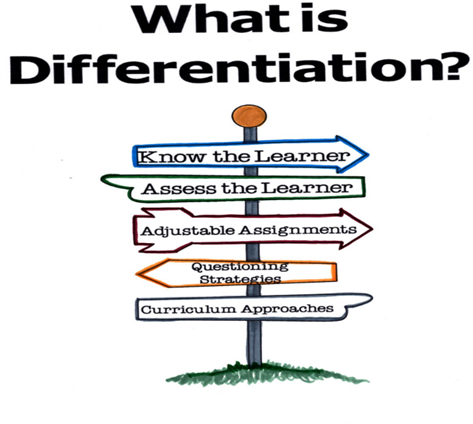 What is
Differentiation?
Know the Learner
Assess the Learner
Adjustable Assignments
Questioning
Strategies
Curriculum Approaches